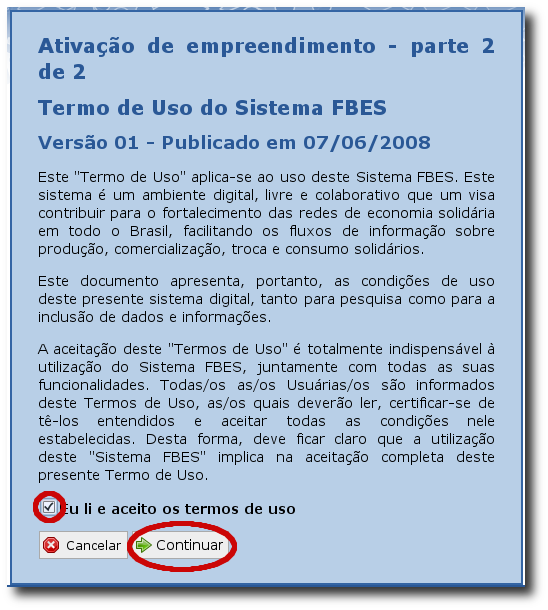 Ativação de empreendimento - parte 2
de 2
Termo de Uso do Sistema FBES
Versão 01 - Publicado em 07/06/2008
Este "Termo de Uso" aplica-se ao uso deste Sistema FBES. Este
sistema é um ambiente digital, livre e colaborativo que um visa
contribuir para o fortalecimento das redes de economia solidária
em todo o Brasil, facilitando os fluxos de informação sobre
produção, comercialização, troca e consumo solidários.
Este documento apresenta, portanto, as condições de uso
deste presente sistema digital, tanto para pesquisa como para a
inclusão de dados e informações.
A aceitação deste "Termos de Uso" é totalmente indispensável à
utilização do Sistema FBES, juntamente com todas as suas
funcionalidades. Todas/os as/os Usuárias/os são informados
deste Termos de Uso, as/os quais deverão ler, certificar-se de
tê-los entendidos e aceitar todas as condições nele
estabelecidas. Desta forma, deve ficar claro que a utilização
deste "Sistema FBES" implica na aceitação completa deste
presente Termo de Uso.
Eu li e aceito os termos de uso
Cancelar Continuar